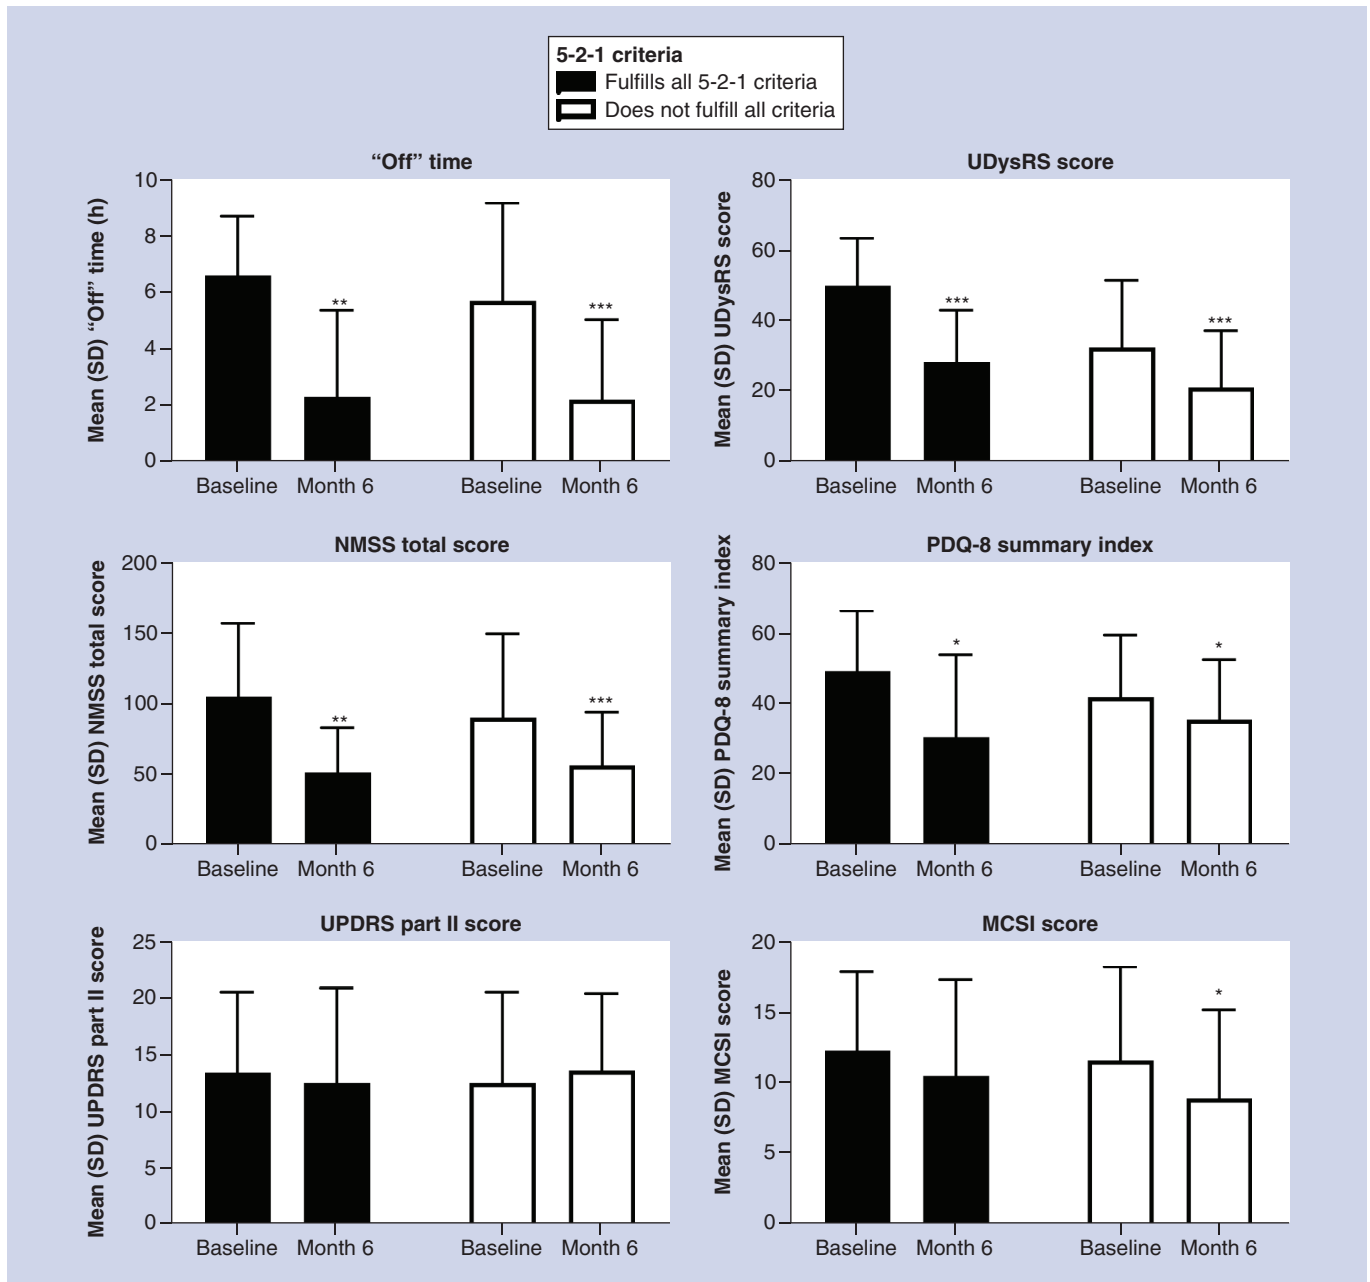 5-2-1 criteria
Fulfills all 5-2-1 criteria
Does not fulfill all criteria
“Off” time
Mean (SD) “Off” time (h)
10
8
6
4
2
0
**
***
Baseline Month 6 Baseline Month 6
UDysRS score
Mean (SD) UDysRS score
80
60
40
20
0
***
***
Baseline Month 6 Baseline Month 6
NMSS total score
Mean (SD) NMSS total score
200
150
100
50
0
**
***
Baseline Month 6 Baseline Month 6
PDQ-8 summary index
Mean (SD) PDQ-8 summary index
80
60
40
20
0
*
*
Baseline Month 6 Baseline Month 6
UPDRS part II score
Mean (SD) UPDRS part II score
25
20
15
10
5
0
Baseline Month 6 Baseline Month 6
MCSI score
Mean (SD) MCSI score
20
15
10
5
0
*
Baseline Month 6 Baseline Month 6